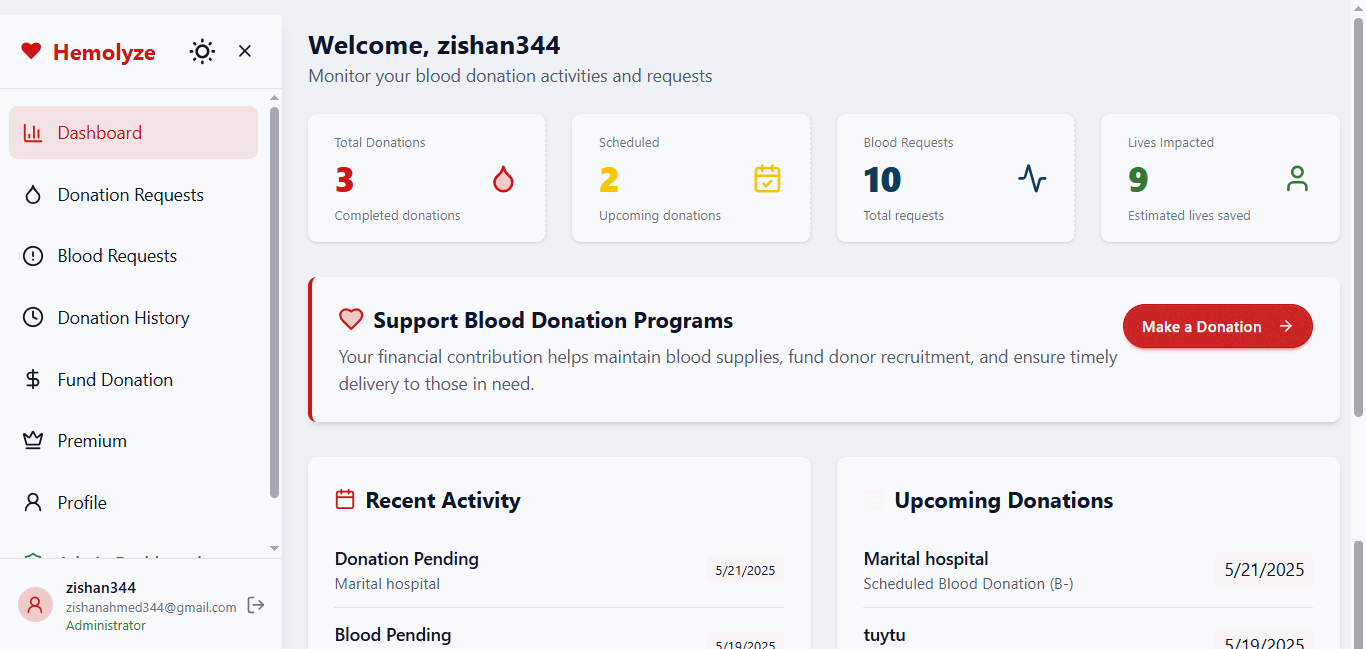 Hemolyze
Dashboard
Donation Requests
Blood Requests
Donation History
Fund Donation
Premium
Profile
zishan344
zishanahmed344@gmail.com
Administrator
Welcome, zishan344
Monitor your blood donation activities and requests
Total Donations
3
Completed donations
Scheduled
2
Upcoming donations
Blood Requests
10
Total requests
Lives Impacted
9
Estimated lives saved
Support Blood Donation Programs
Your financial contribution helps maintain blood supplies, fund donor recruitment, and ensure timely
delivery to those in need.
Make a Donation
Recent Activity
Donation Pending
Marital hospital
5/21/2025
Blood Pending
5/19/2025
Upcoming Donations
Marital hospital
Scheduled Blood Donation (B-)
5/21/2025
tuytu
5/19/2025